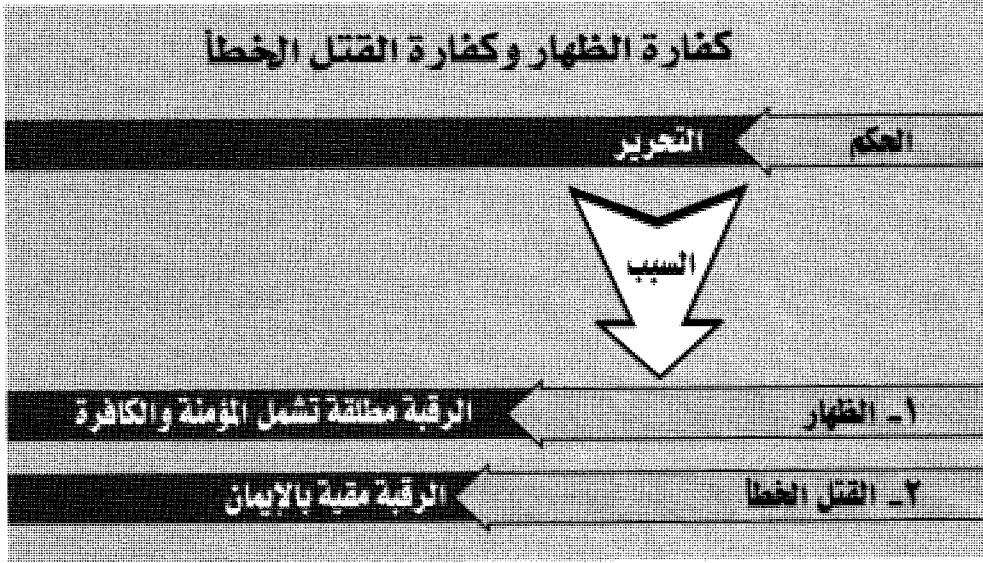 كفارة الظهار وكفارة القتل الخطأ
الحكم التحرير
السبب
١ـ الظهار الرقبة مطلقة تشمل المؤمنة والكافرة
٢ـ القتل الخطأ الرقبة مقية بالإيمان